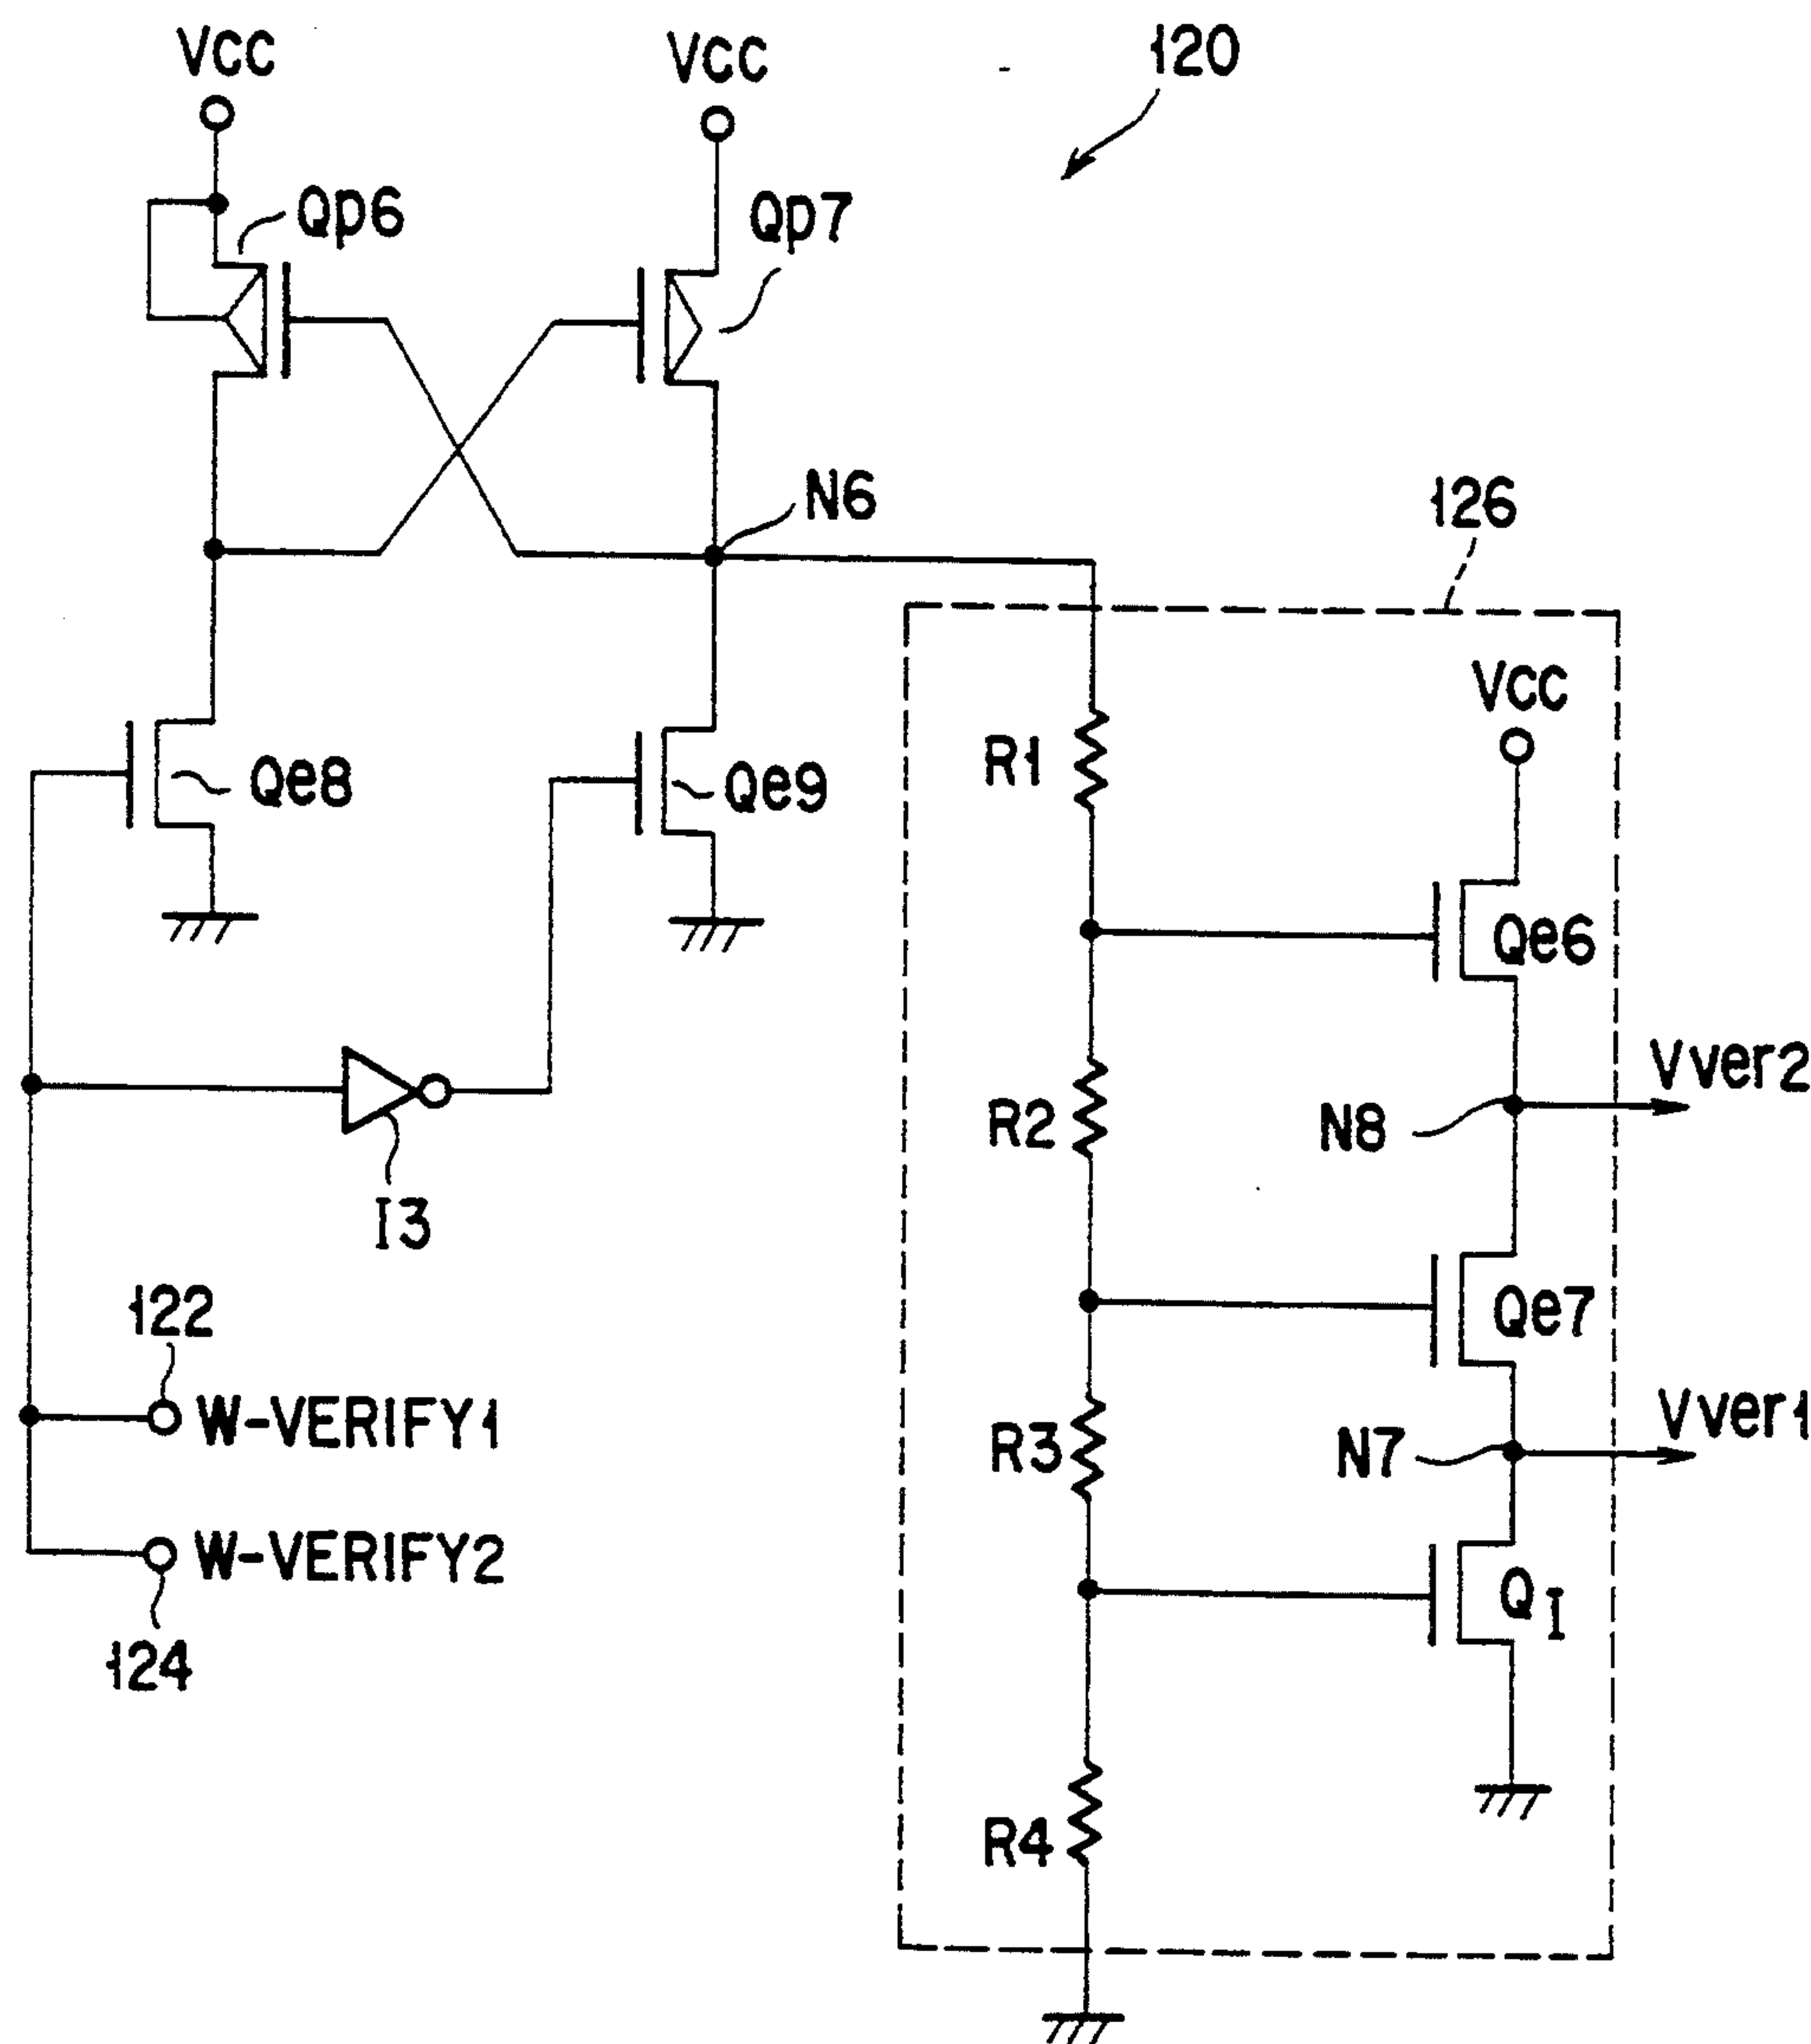 VCC
VCC
120
Qp6
Qp7
N6
126
VCC
R1
Qe8
Qe9
Qe6
Vver2
R2
N8
I3
122
Qe7
W-VERIFY1
R3
N7
Vver1
W-VERIFY2
QI
124
R4